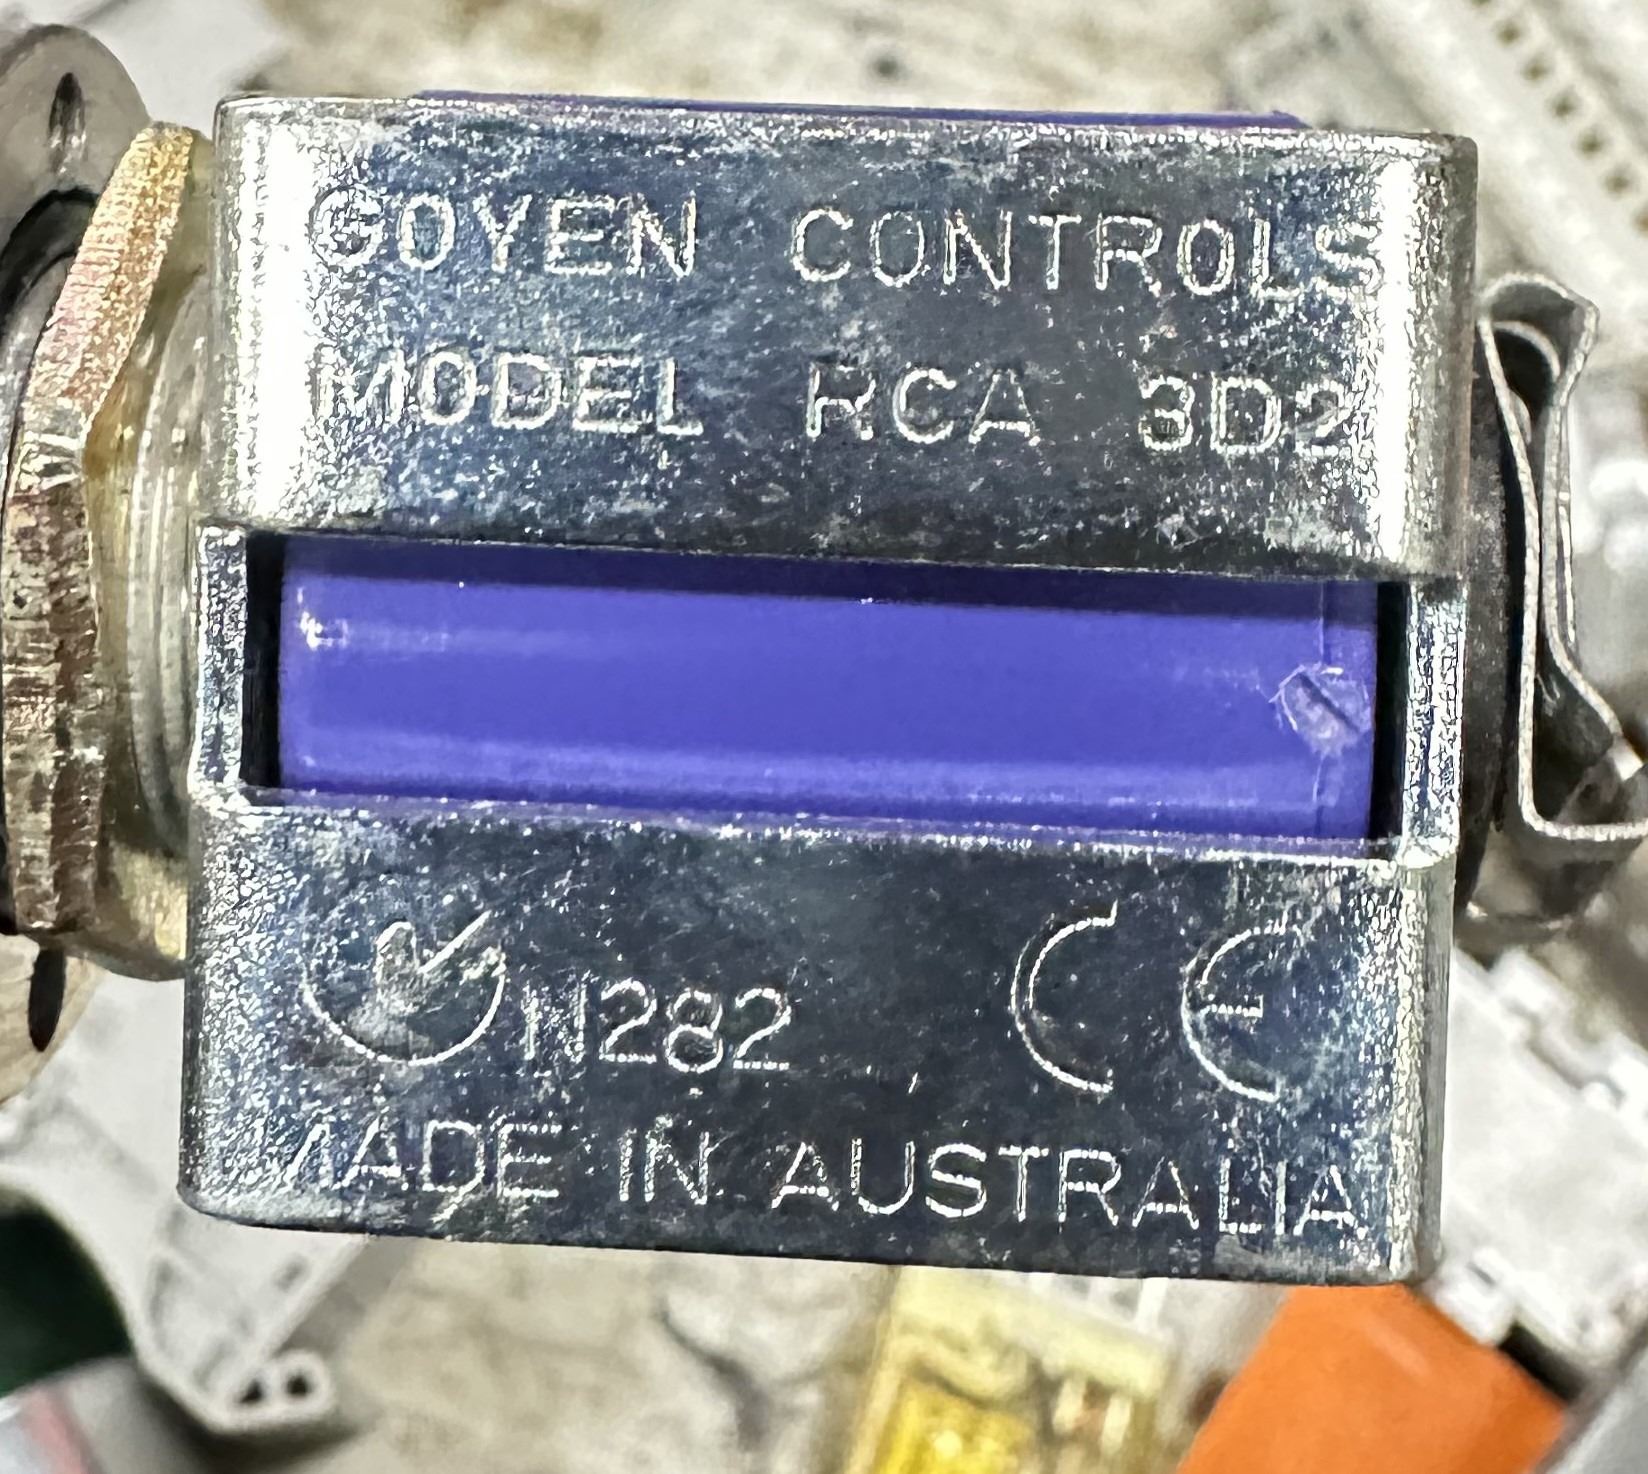 GOYEN CONTROLS
MODEL RCA 3D2
N282 CE
MADE IN AUSTRALIA